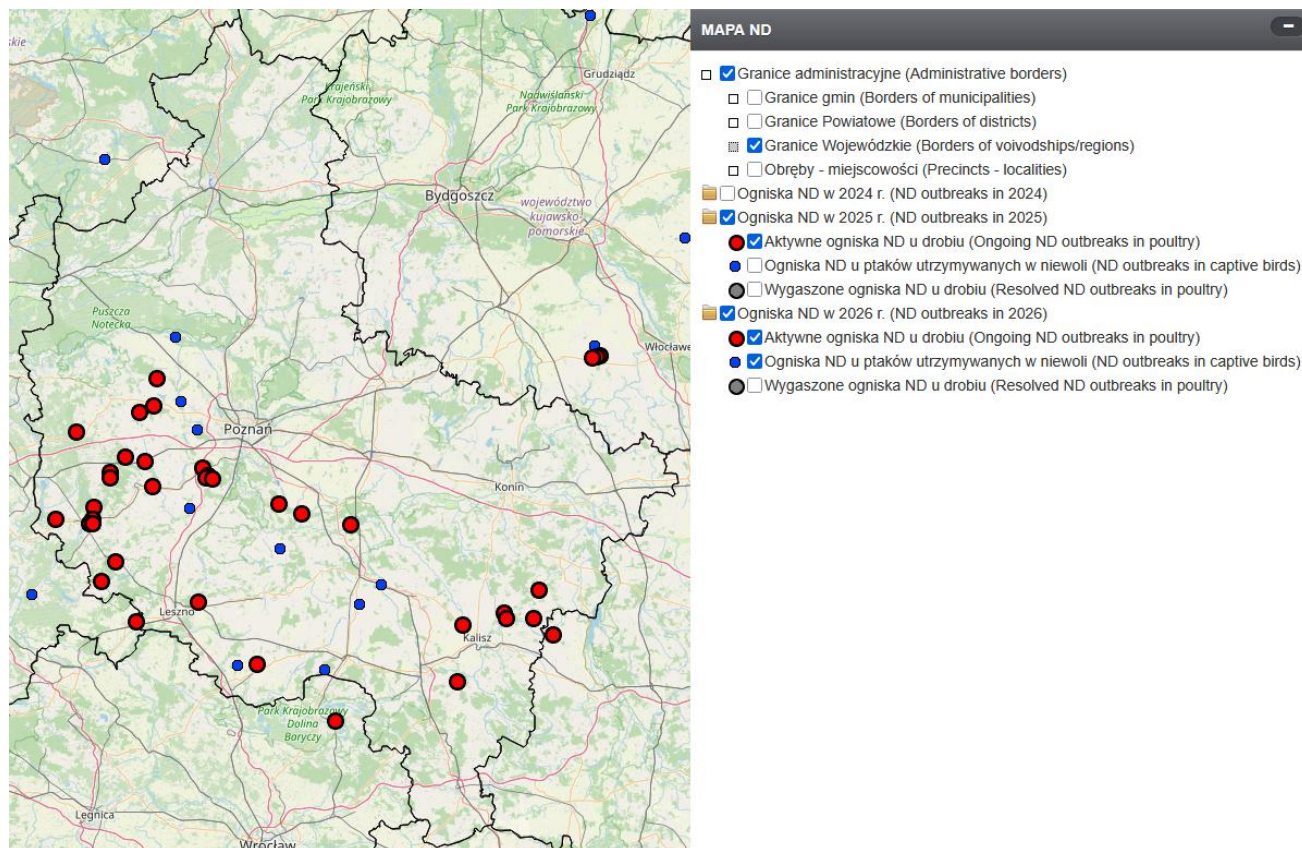 skie
Grudziądz
Krajeński
Park Krajobrazowy
Nadwiślański
Park Krajobrazowy
Bydgoszcz
województwo
kujawsko-
pomorskie
Puszcza
Notecka
Włocławe
Poznań
Konin
Leszno
Kalisz
Park Krajobrazowy
Dolina
Baryczy
Legnica
Wrocław
MAPA ND
Granice administracyjne (Administrative borders)
Granice gmin (Borders of municipalities)
Granice Powiatowe (Borders of districts)
Granice Wojewódzkie (Borders of voivodships/regions)
Obręby - miejscowości (Precincts - localities)
Ogniska ND w 2024 r. (ND outbreaks in 2024)
Ogniska ND w 2025 r. (ND outbreaks in 2025)
Aktywne ogniska ND u drobiu (Ongoing ND outbreaks in poultry)
Ogniska ND u ptaków utrzymywanych w niewoli (ND outbreaks in captive birds)
Wygaszone ogniska ND u drobiu (Resolved ND outbreaks in poultry)
Ogniska ND w 2026 r. (ND outbreaks in 2026)
Aktywne ogniska ND u drobiu (Ongoing ND outbreaks in poultry)
Ogniska ND u ptaków utrzymywanych w niewoli (ND outbreaks in captive birds)
Wygaszone ogniska ND u drobiu (Resolved ND outbreaks in poultry)